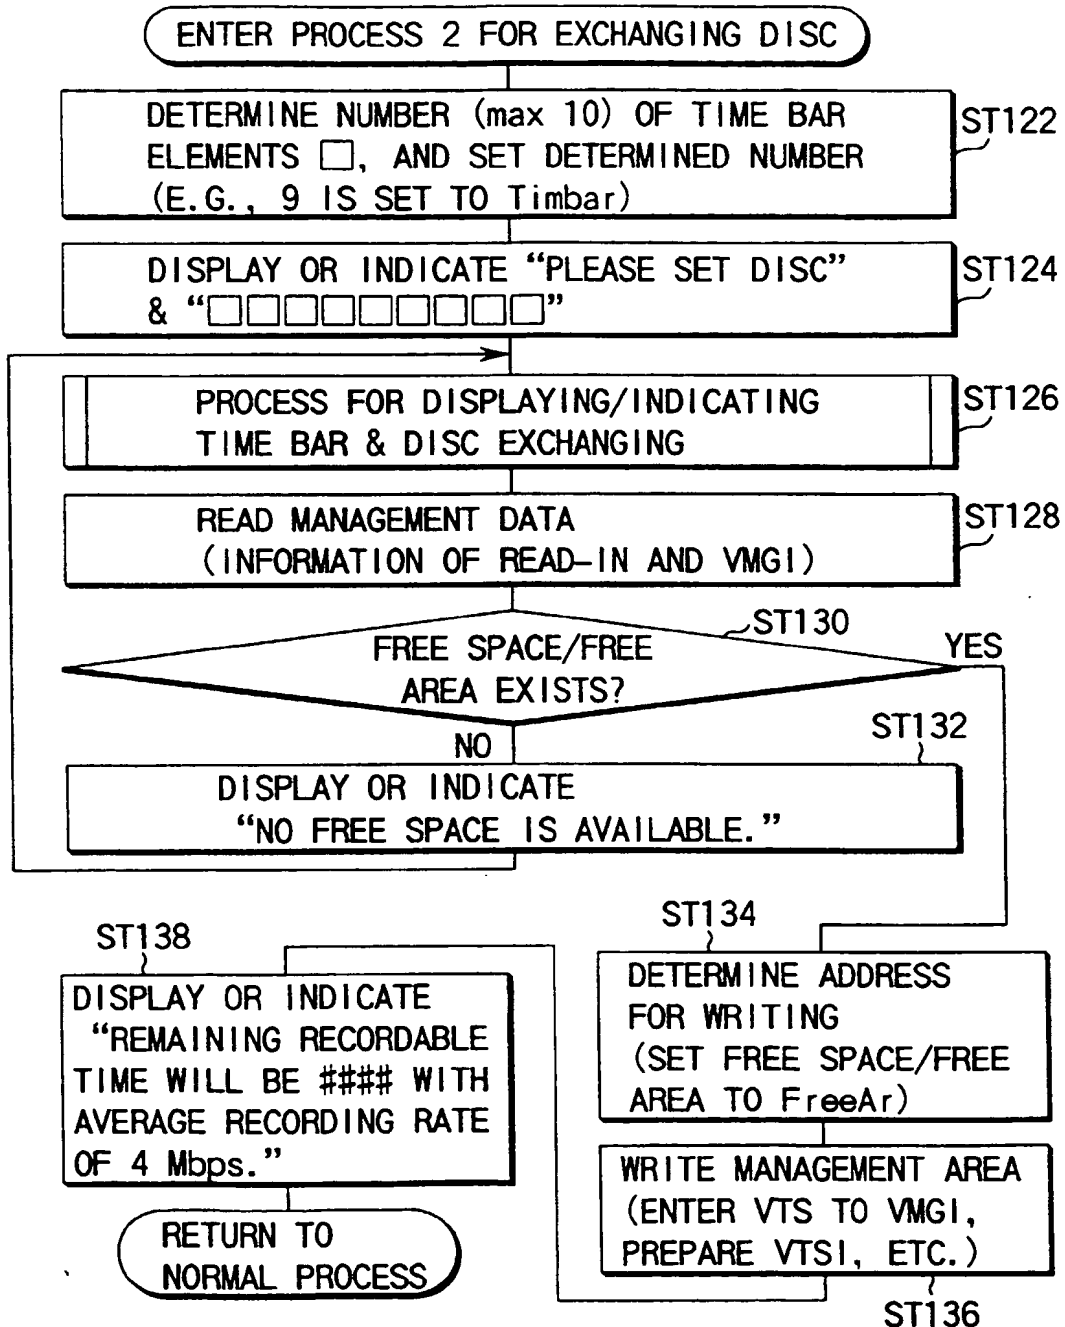 ENTER PROCESS 2 FOR EXCHANGING DISC
DETERMINE NUMBER (max 10) OF TIME BAR
ELEMENTS □, AND SET DETERMINED NUMBER
(E.G., 9 IS SET TO Timbar)
ST122
DISPLAY OR INDICATE “PLEASE SET DISC”
& “□□□□□□□□□”
ST124
PROCESS FOR DISPLAYING/INDICATING
TIME BAR & DISC EXCHANGING
ST126
READ MANAGEMENT DATA
(INFORMATION OF READ-IN AND VMGI)
ST128
FREE SPACE/FREE
AREA EXISTS?
ST130
YES
NO
ST132
DISPLAY OR INDICATE
“NO FREE SPACE IS AVAILABLE.”
ST134
DETERMINE ADDRESS
FOR WRITING
(SET FREE SPACE/FREE
AREA TO FreeAr)
WRITE MANAGEMENT AREA
(ENTER VTS TO VMGI,
PREPARE VTSI, ETC.)
ST136
ST138
DISPLAY OR INDICATE
“REMAINING RECORDABLE
TIME WILL BE #### WITH
AVERAGE RECORDING RATE
OF 4 Mbps.”
RETURN TO
NORMAL PROCESS